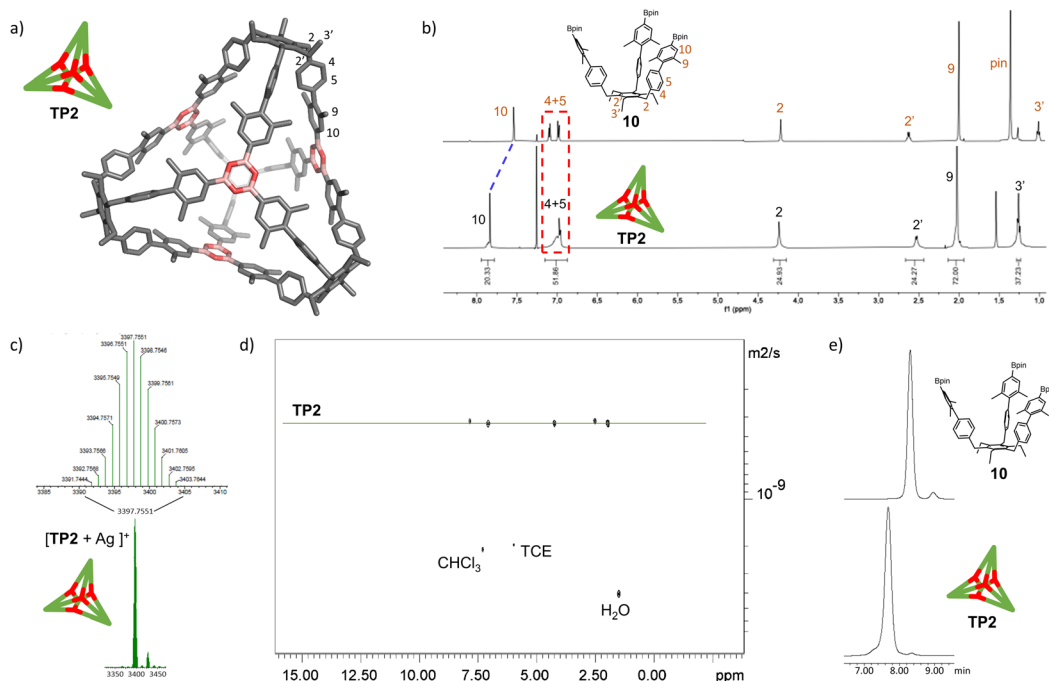 a)
TP2
2
3'
2'
4
5
9
10
b)
Bpin
Bpin
Bpin
10
9
5
4
2'
3'
2
10
10
4+5
2
2'
9
pin
3'
10
4+5
TP2
2
2'
9
3'
20.33
51.86
24.93
24.27
72.00
37.23
8,0 7,5 7,0 6,5 6,0 5,5 5,0 4,5 4,0 3,5 3,0 2,5 2,0 1,5 1,0
f1 (ppm)
c)
3397.7551
3396.7551
3398.7546
3395.7549
3399.7561
3394.7571
3400.7573
3393.7566
3401.7605
3392.7568
3402.7595
3391.7444
3403.7644
3385 3390 3395 3400 3405 3410
3397.7551
[TP2 + Ag ]+
3350 3400 3450
d)
m2/s
TP2
10-9
CHCl3
TCE
H2O
15.00 12.50 10.00 7.50 5.00 2.50 0.00 ppm
e)
Bpin
Bpin
Bp
10
TP2
7.00 8.00 9.00 min